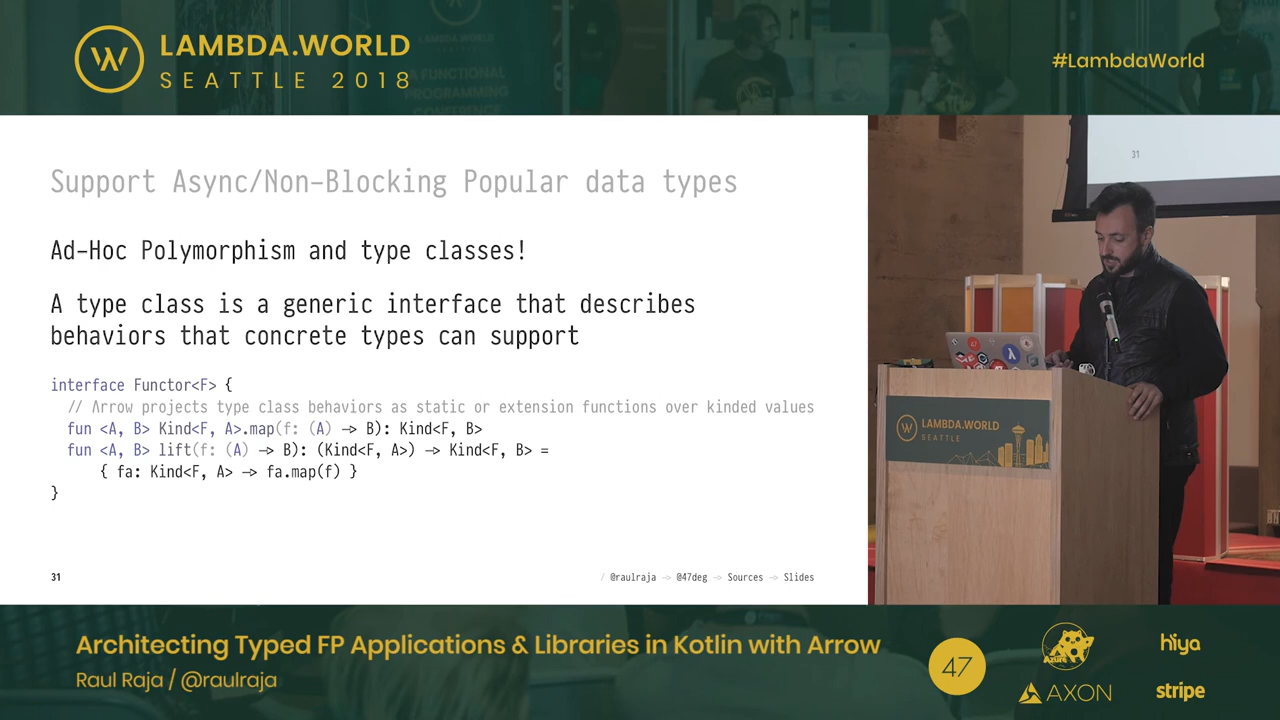 LAMBDA.WORLD
SEATTLE 2018
#LambdaWorld
Support Async/Non-Blocking Popular data types
Ad-Hoc Polymorphism and type classes!
A type class is a generic interface that describes
behaviors that concrete types can support
interface Functor<F> {
// Arrow projects type class behaviors as static or extension functions over kinded values
fun <A, B> Kind<F, A>.map(f: (A) -> B): Kind<F, B>
fun <A, B> lift(f: (A) -> B): (Kind<F, A>) -> Kind<F, B> =
{ fa: Kind<F, A> -> fa.map(f) }
}
31
/ @raulraja -> @47deg -> Sources -> Slides
31
LAMBDA.WORLD
SEATTLE
Architecting Typed FP Applications & Libraries in Kotlin with Arrow
Raul Raja / @raulraja
47
Azure
hiya
AXON
stripe